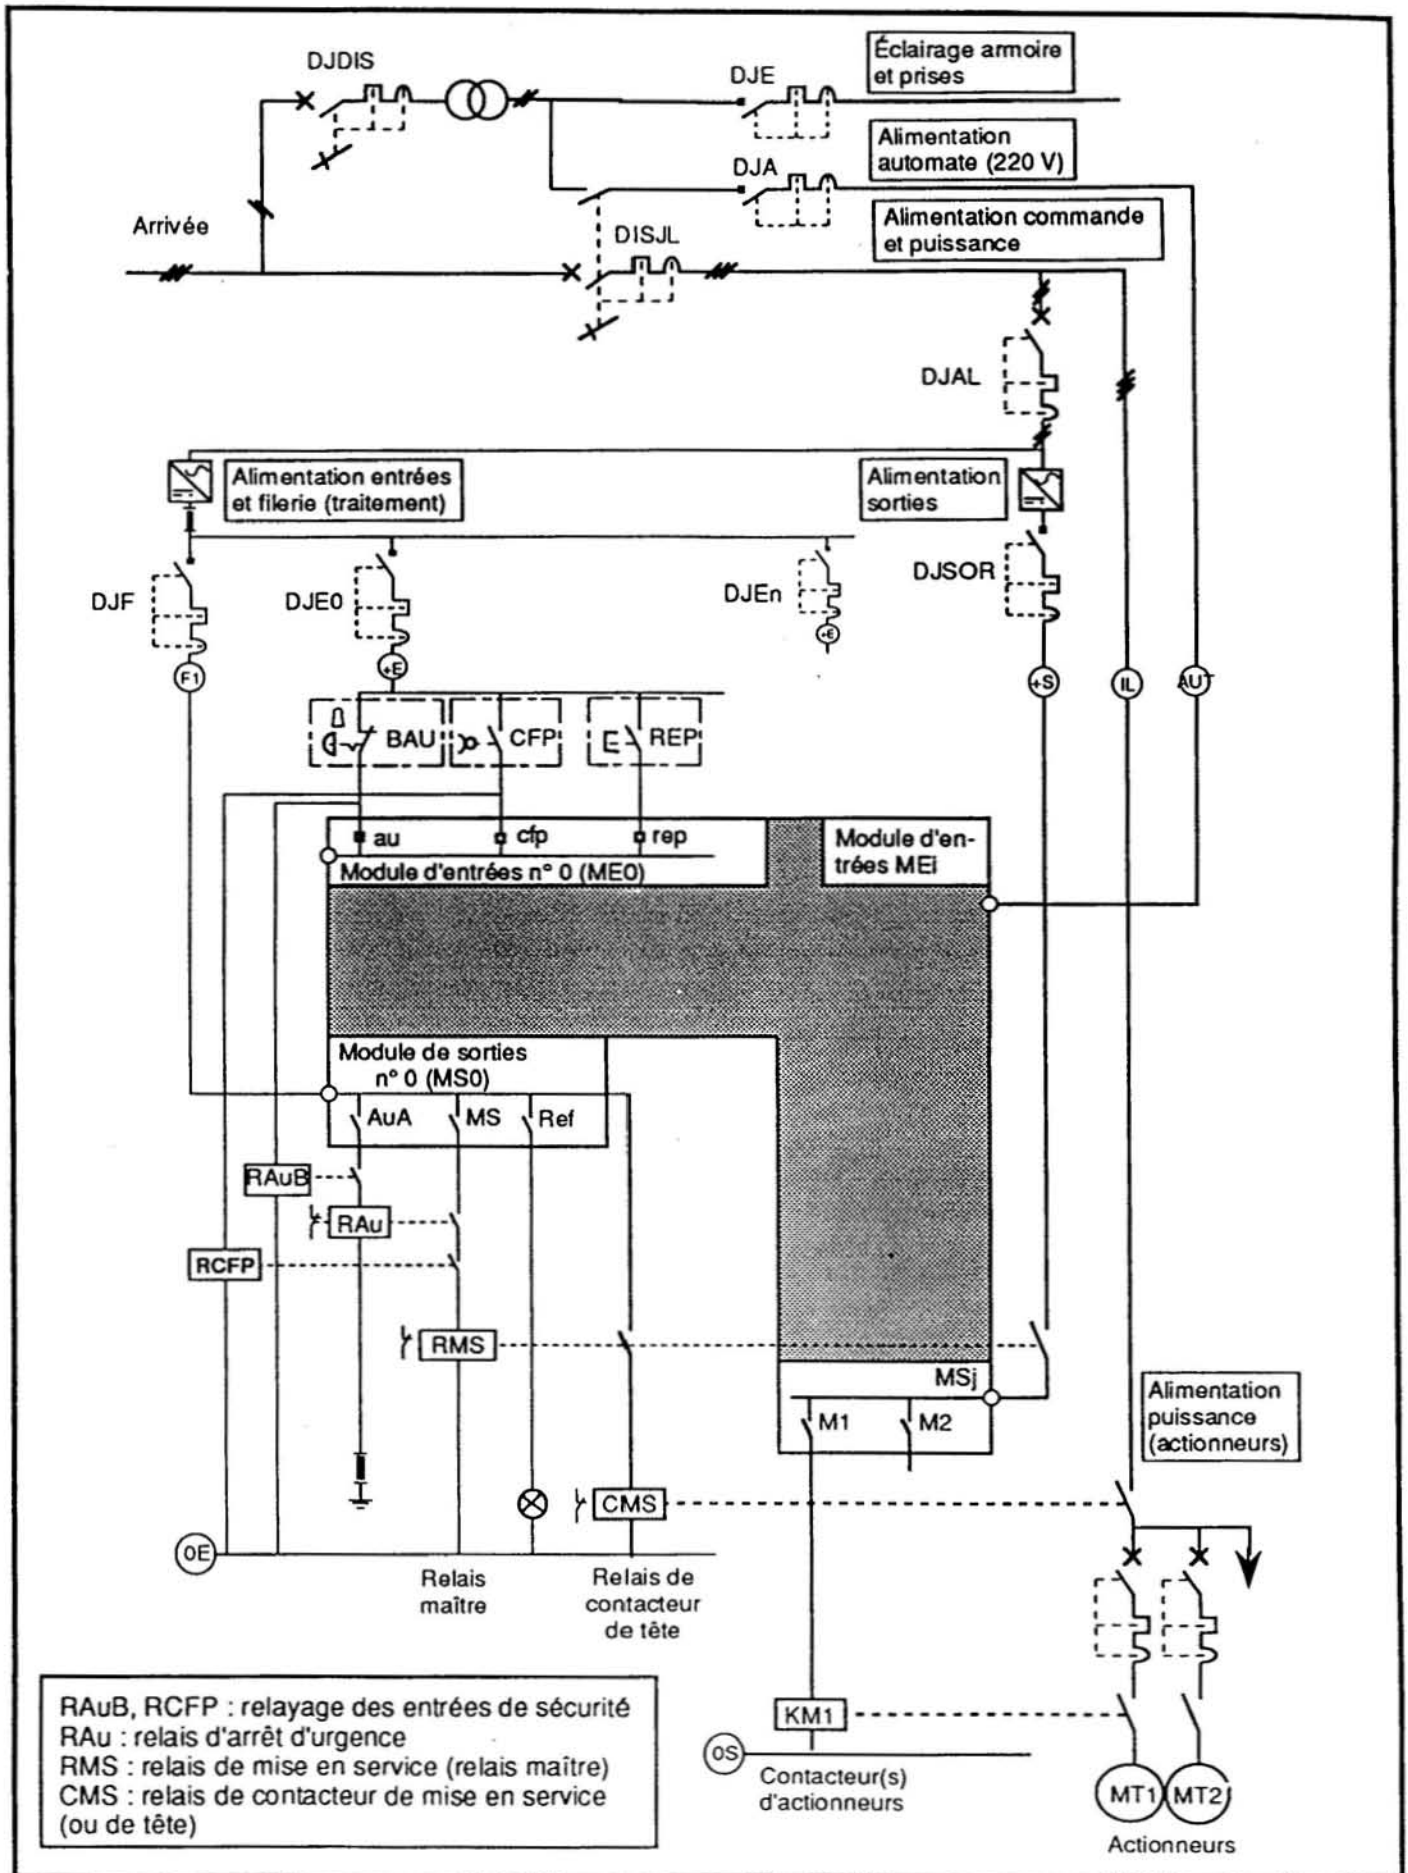 DJDIS
DJE
Éclairage armoire
et prises
Alimentation
automate (220 V)
DJA
Arrivée
DISJL
Alimentation commande
et puissance
DJAL
Alimentation entrées
et filerie (traitement)
Alimentation
sorties
DJF
DJE0
DJEn
DJSOR
+E
F1
+E
+S
IL
AUT
BAU
CFP
REP
au
cfp
rep
Module d'entrées n° 0 (ME0)
Module d'en-
trées MEi
Module de sorties
n° 0 (MS0)
AuA
MS
Ref
RAuB
RAu
RCFP
RMS
MSj
M1
M2
Alimentation
puissance
(actionneurs)
CMS
0E
Relais
maître
Relais de
contacteur
de tête
RAuB, RCFP : relayage des entrées de sécurité
RAu : relais d'arrêt d'urgence
RMS : relais de mise en service (relais maître)
CMS : relais de contacteur de mise en service
(ou de tête)
KM1
0S
Contacteur(s)
d'actionneurs
MT1
MT2
Actionneurs